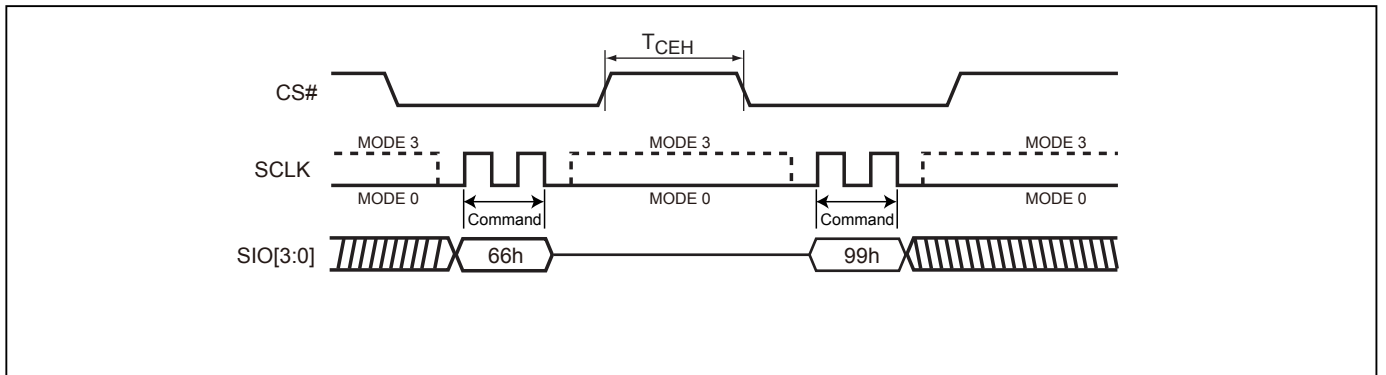 TCEH
CS#
MODE 3 MODE 3 MODE 3
SCLK
MODE 0 MODE 0 MODE 0
Command Command
SIO[3:0] 66h 99h